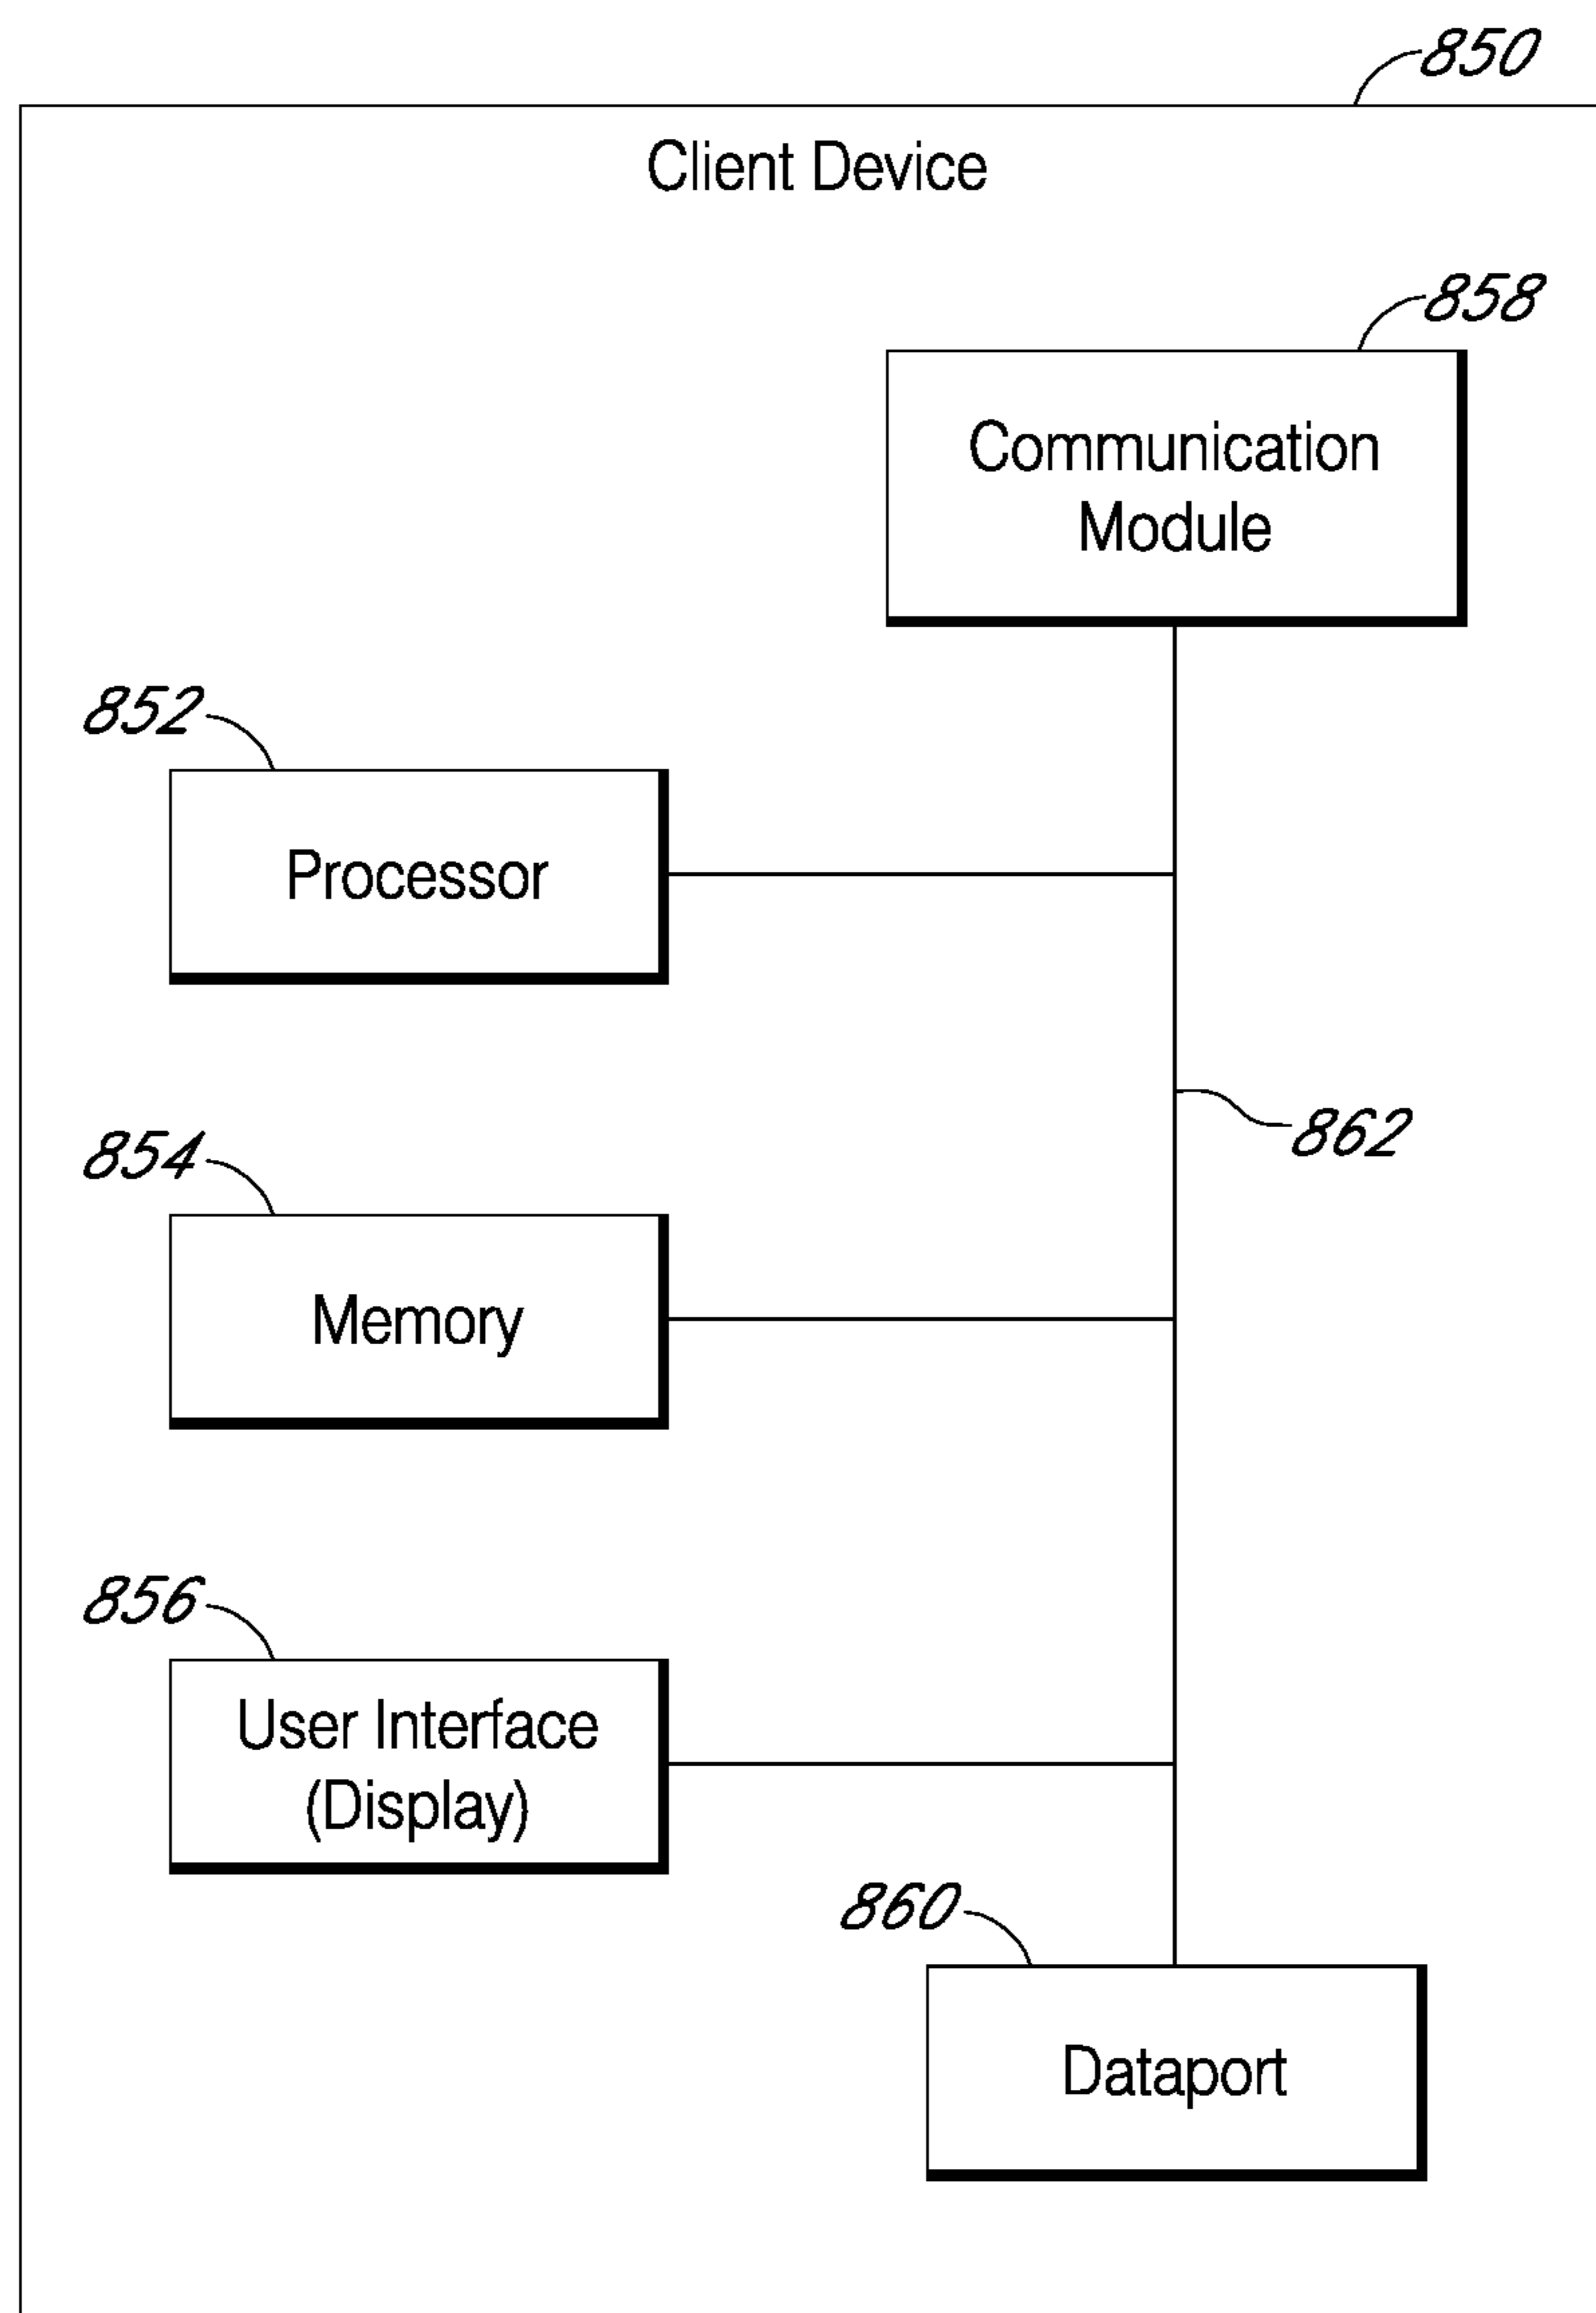 850
Client Device
858
Communication
Module
852
Processor
862
854
Memory
856
User Interface
(Display)
860
Dataport